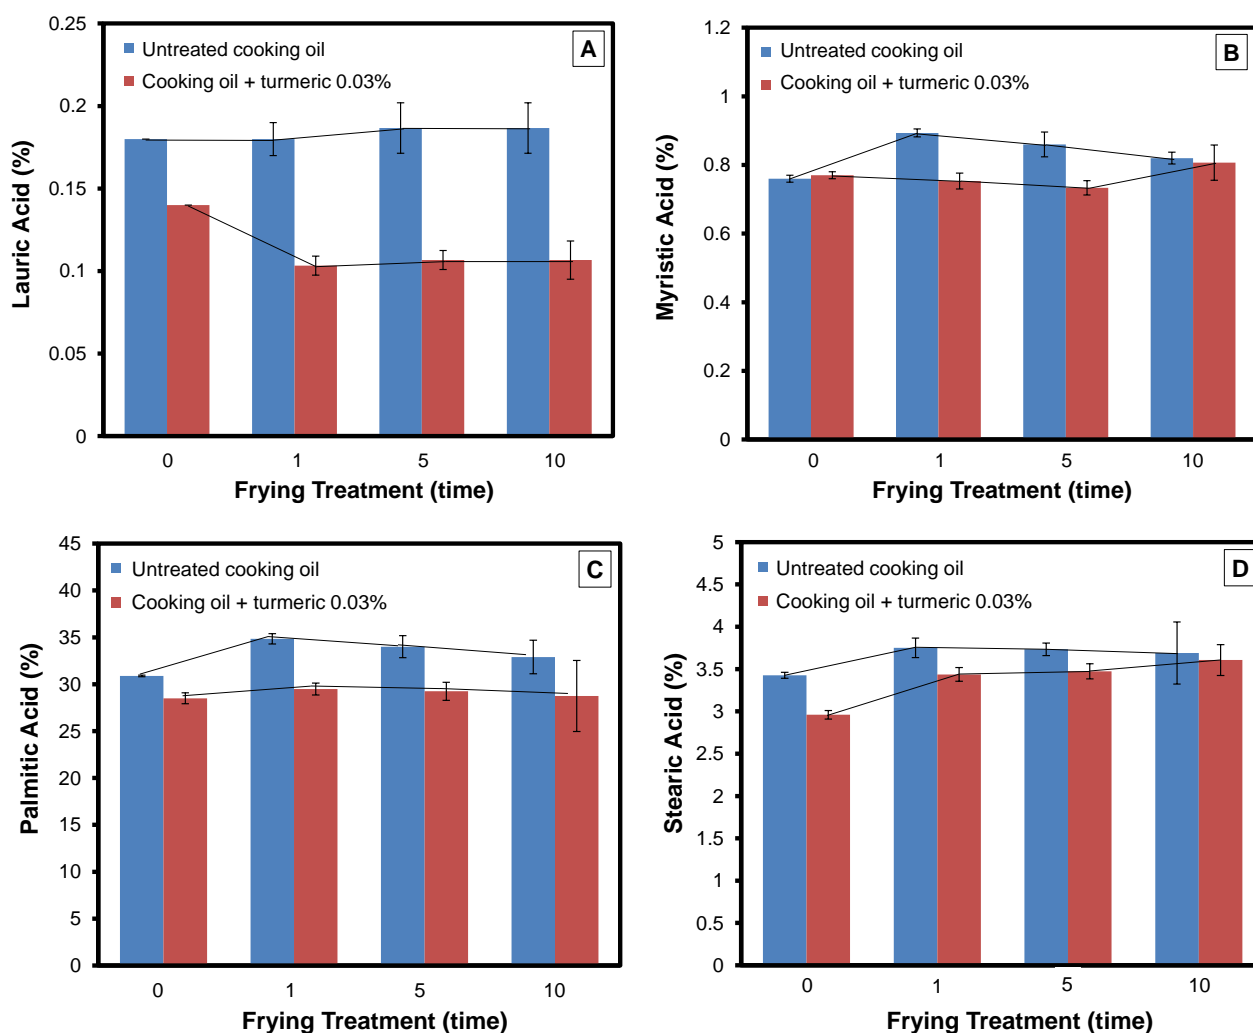 0.25
0.2
0.15
0.1
0.05
0
Lauric Acid (%)
Untreated cooking oil
Cooking oil + turmeric 0.03%
A
0 1 5 10
Frying Treatment (time)
1.2
1
0.8
0.6
0.4
0.2
0
Myristic Acid (%)
Untreated cooking oil
Cooking oil + turmeric 0.03%
B
0 1 5 10
Frying Treatment (time)
45
40
35
30
25
20
15
10
5
0
Palmitic Acid (%)
Untreated cooking oil
Cooking oil + turmeric 0.03%
C
0 1 5 10
Frying Treatment (time)
5
4.5
4
3.5
3
2.5
2
1.5
1
0.5
0
Stearic Acid (%)
Untreated cooking oil
Cooking oil + turmeric 0.03%
D
0 1 5 10
Frying Treatment (time)